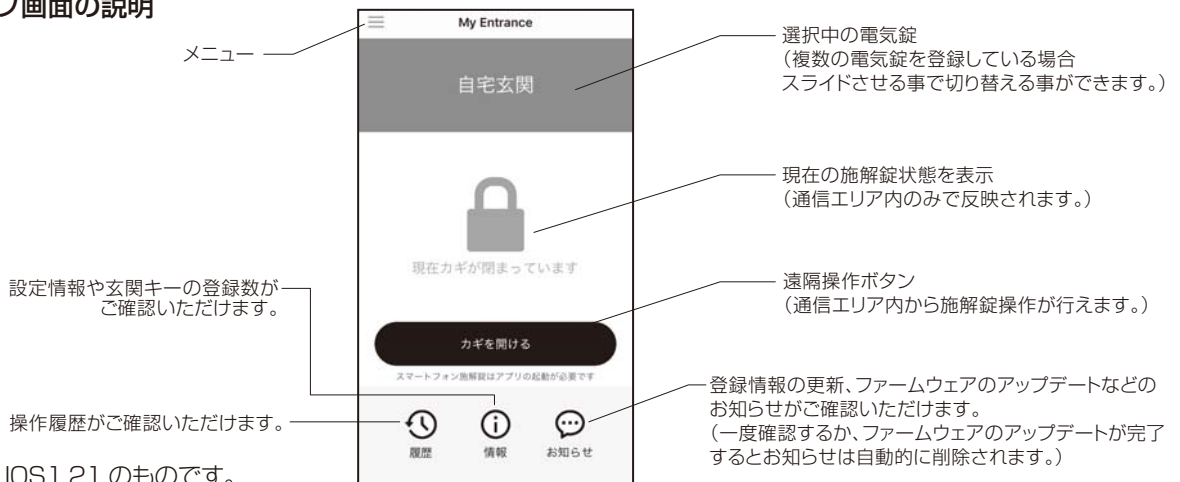 プ画面の説明
メニュー
My Entrance
自宅玄関
選択中の電気錠
（複数の電気錠を登録している場合
スライドさせる事で切り替える事ができます。）
現在の施解錠状態を表示
（通信エリア内のみで反映されます。）
現在カギが閉まっています
設定情報や玄関キーの登録数が
ご確認いただけます。
遠隔操作ボタン
（通信エリア内から施解錠操作が行えます。）
カギを開ける
スマートフォン施解錠はアプリの起動が必要です
登録情報の更新、ファームウェアのアップデートなどの
お知らせがご確認いただけます。
（一度確認するか、ファームウェアのアップデートが完了
するとお知らせは自動的に削除されます。）
操作履歴がご確認いただけます。
履歴
情報
お知らせ
IOS1.21 のものです。